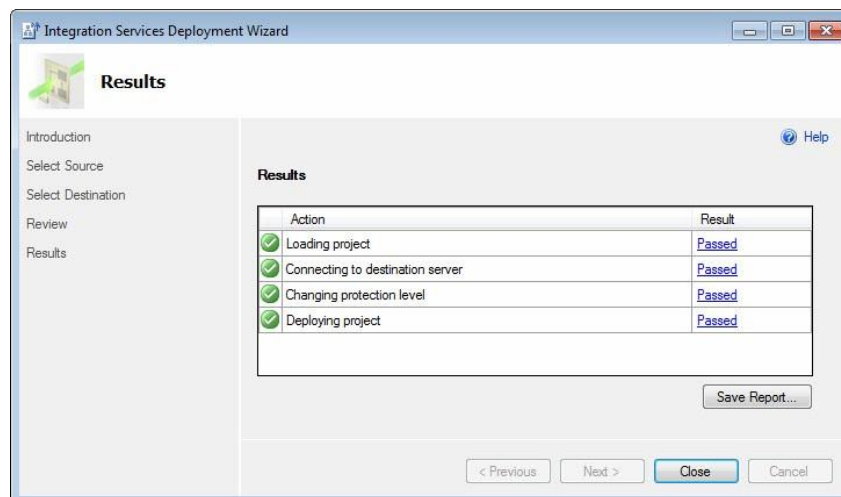 Integration Services Deployment Wizard
Results
Introduction
Select Source
Select Destination
Review
Results
Help
Results
Action Result
Loading project Passed
Connecting to destination server Passed
Changing protection level Passed
Deploying project Passed
Save Report...
< Previous Next > Close Cancel